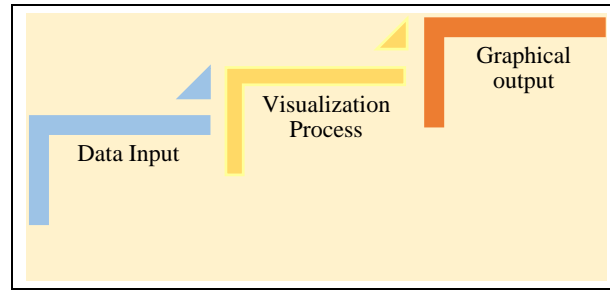 Data Input
Visualization
Process
Graphical
output